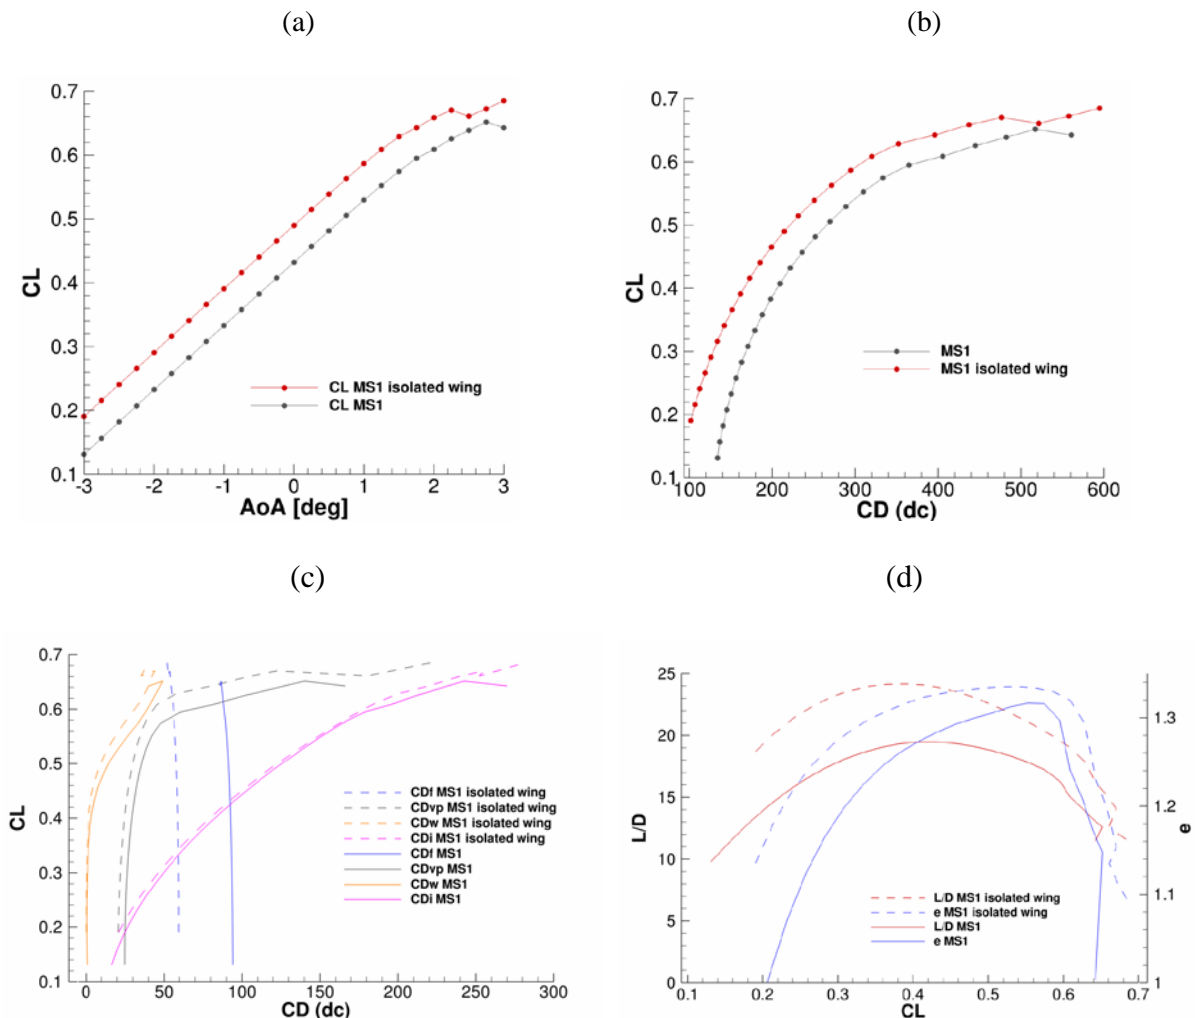 (a)
(b)
0.7
0.6
0.5
0.4
0.3
0.2
0.1
CL
-3
-2
-1
0
1
2
3
AoA [deg]
CL MS1 isolated wing
CL MS1
0.7
0.6
0.5
0.4
0.3
0.2
0.1
CL
100
200
300
400
500
600
CD (dc)
MS1
MS1 isolated wing
(c)
(d)
0.7
0.6
0.5
0.4
0.3
0.2
0.1
CL
0
50
100
150
200
250
300
CD (dc)
CDf MS1 isolated wing
CDvp MS1 isolated wing
CDw MS1 isolated wing
CDi MS1 isolated wing
CDf MS1
CDvp MS1
CDw MS1
CDi MS1
25
20
15
10
5
0
L/D
0.1
0.2
0.3
0.4
0.5
0.6
0.7
CL
1.3
1.2
1.1
1
e
L/D MS1 isolated wing
e MS1 isolated wing
L/D MS1
e MS1